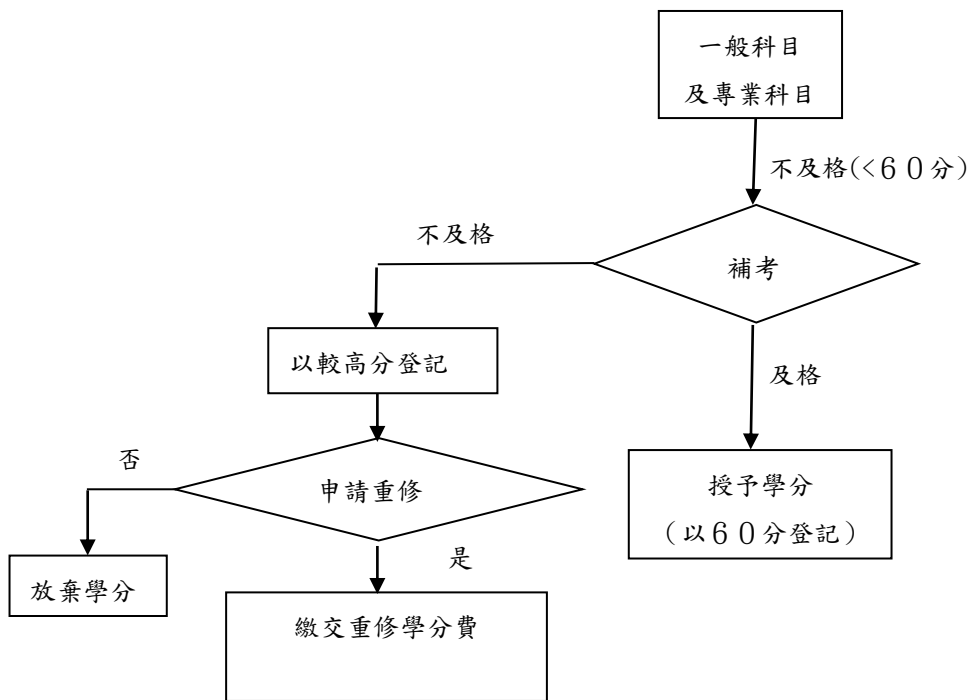 一般科目
及專業科目
不及格(<６０分)
不及格
補考
以較高分登記
及格
否
申請重修
授予學分
（以６０分登記）
是
放棄學分
繳交重修學分費